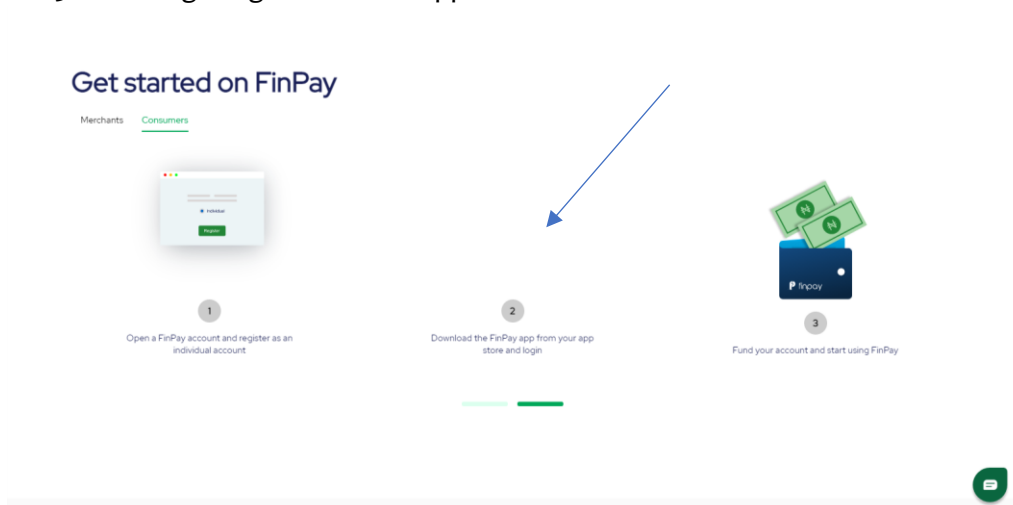 Get started on FinPay
Merchants Consumers
Individual
Register
finpay
1
Open a FinPay account and register as an
individual account
2
Download the FinPay app from your app
store and login
3
Fund your account and start using FinPay